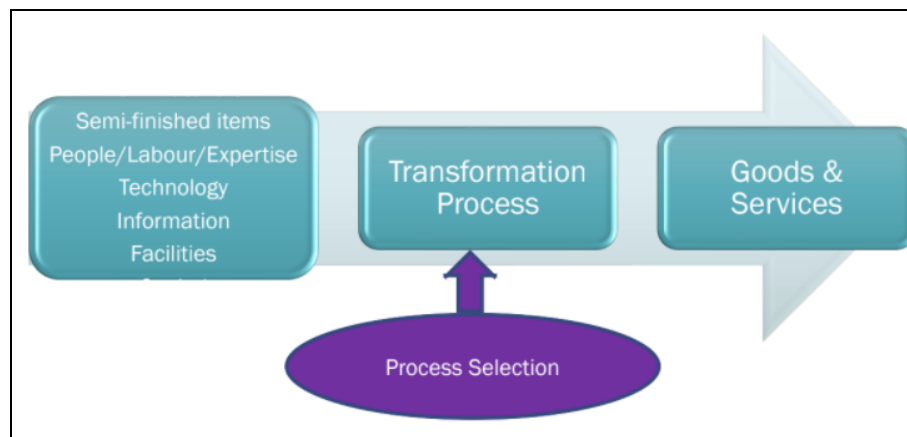 Semi-finished items
People/Labour/Expertise
Technology
Information
Facilities
Transformation
Process
Goods &
Services
Process Selection